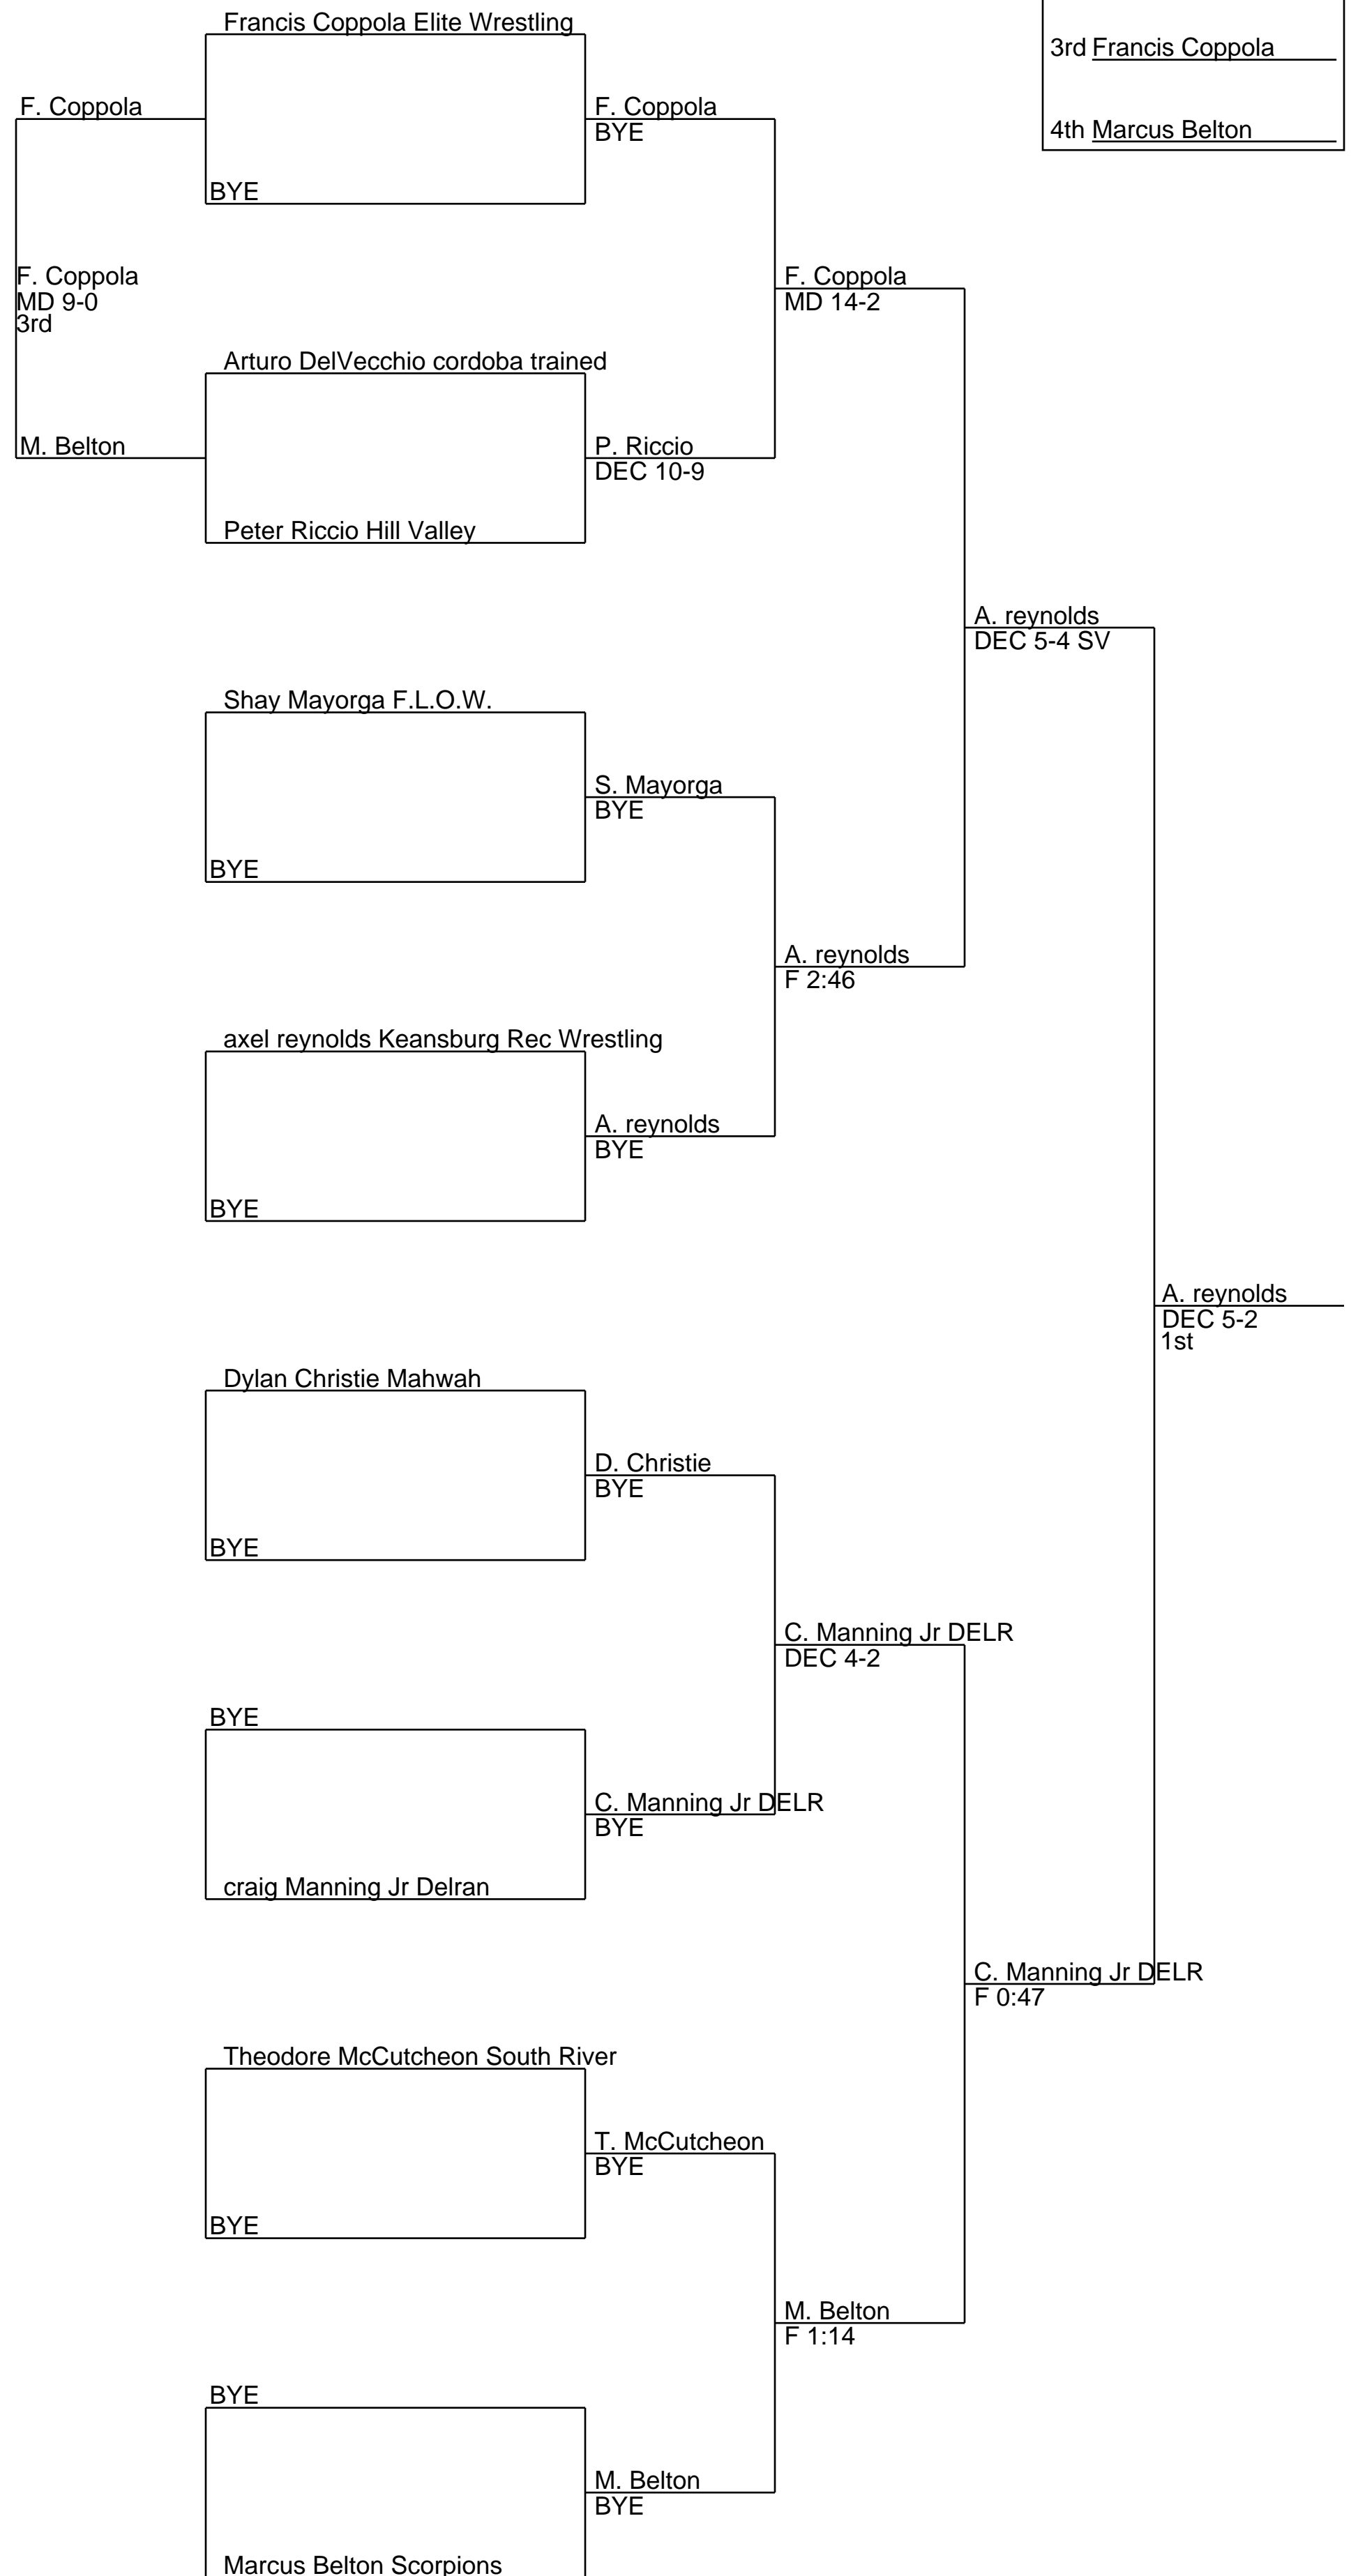 Francis Coppola Elite Wrestling
3rd Francis Coppola
F. Coppola
F. Coppola
BYE
4th Marcus Belton
BYE
F. Coppola
MD 9-0
3rd
F. Coppola
MD 14-2
Arturo DelVecchio cordoba trained
M. Belton
P. Riccio
DEC 10-9
Peter Riccio Hill Valley
A. reynolds
DEC 5-4 SV
Shay Mayorga F.L.O.W.
S. Mayorga
BYE
BYE
A. reynolds
F 2:46
axel reynolds Keansburg Rec Wrestling
A. reynolds
BYE
BYE
A. reynolds
DEC 5-2
1st
Dylan Christie Mahwah
D. Christie
BYE
BYE
C. Manning Jr DELR
DEC 4-2
BYE
C. Manning Jr DELR
BYE
craig Manning Jr Delran
C. Manning Jr DELR
F 0:47
Theodore McCutcheon South River
T. McCutcheon
BYE
BYE
M. Belton
F 1:14
BYE
M. Belton
BYE
Marcus Belton Scorpions